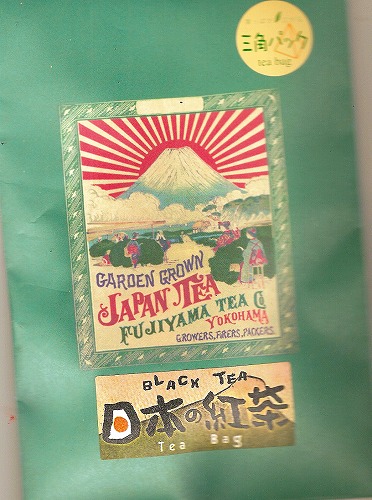 三角パック
tea bag
GARDEN GROWN
JAPAN TEA
FUJIYAMA TEA Co
YOKOHAMA
GROWERS, FIRERS, PACKERS.
BLACK TEA
日本の紅茶
Tea Bag